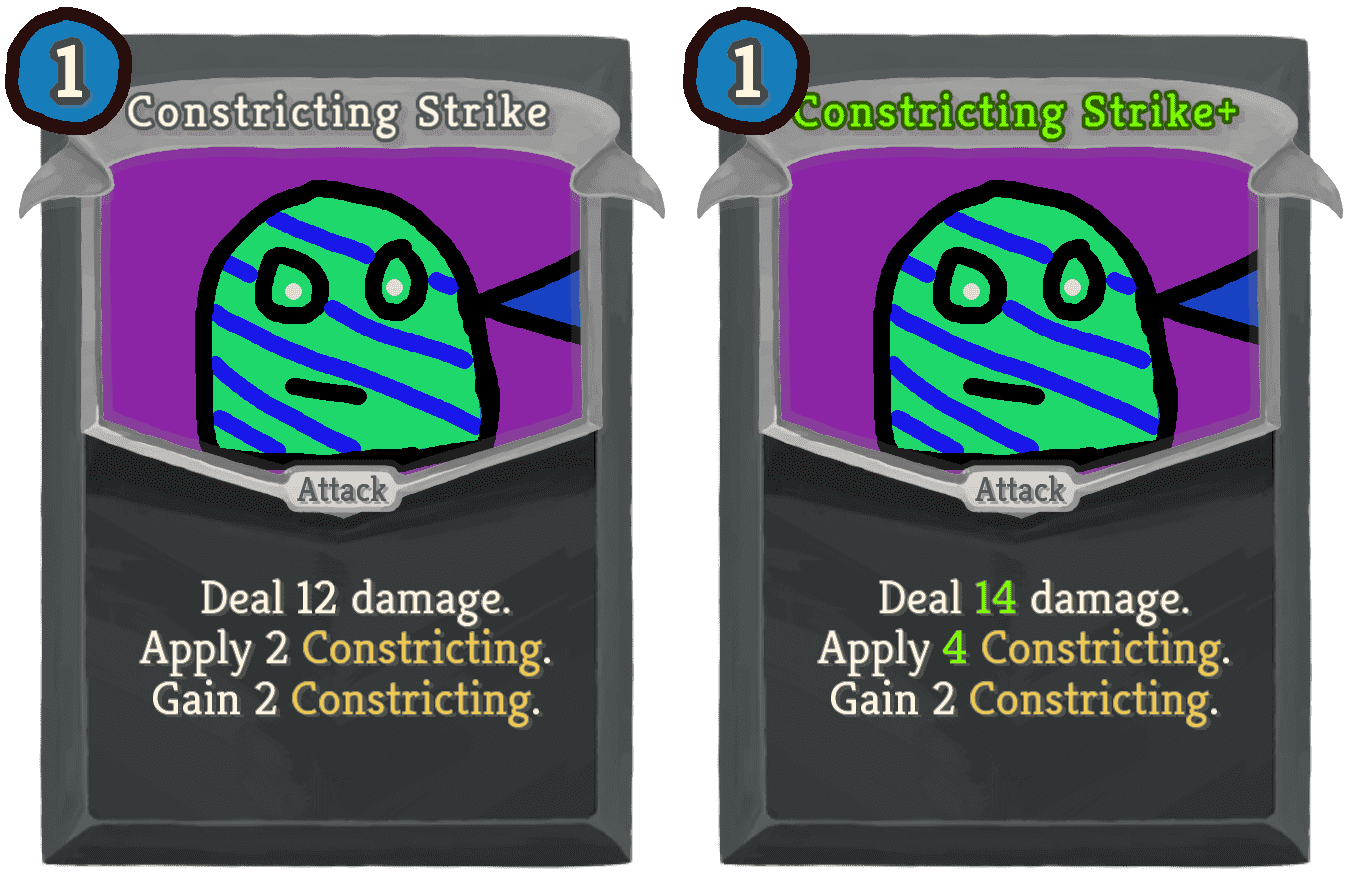 1
Constricting Strike
Attack
Deal 12 damage.
Apply 2 Constricting.
Gain 2 Constricting.
1
Constricting Strike+
Attack
Deal 14 damage.
Apply 4 Constricting.
Gain 2 Constricting.